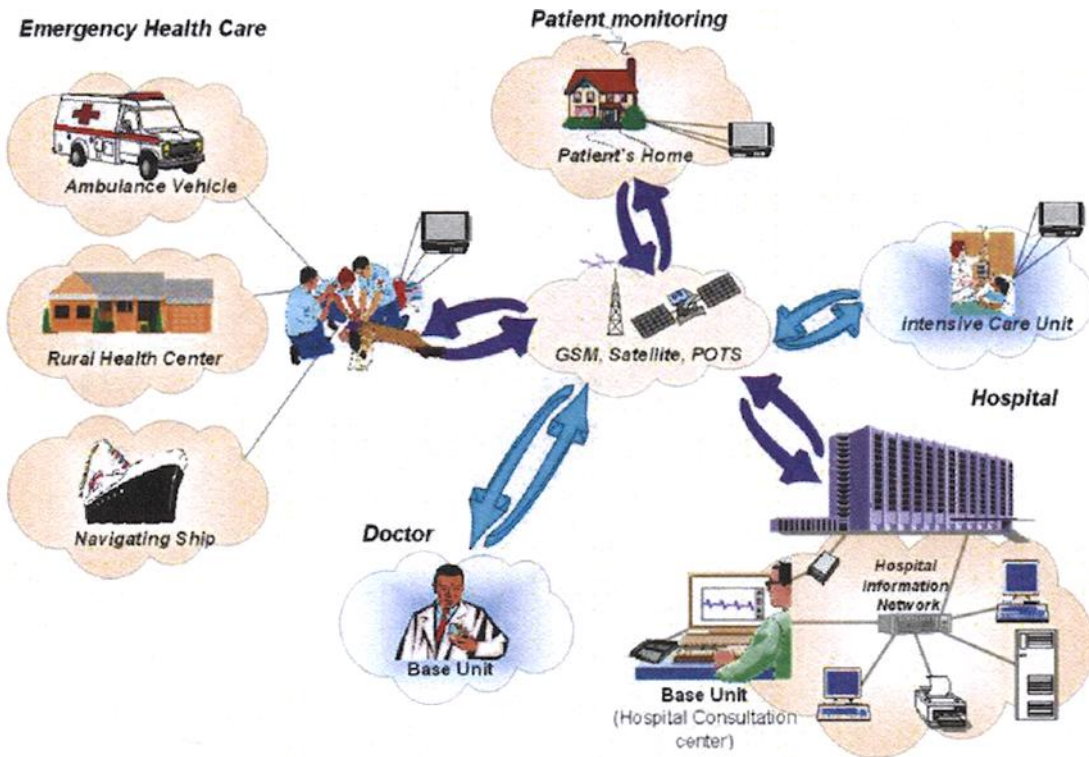 Emergency Health Care
Patient monitoring
Ambulance Vehicle
Patient's Home
Rural Health Center
GSM, Satellite, POTS
intensive Care Unit
Hospital
Navigating Ship
Doctor
Base Unit
Hospital
Information
Network
Base Unit
(Hospital Consultation
center)